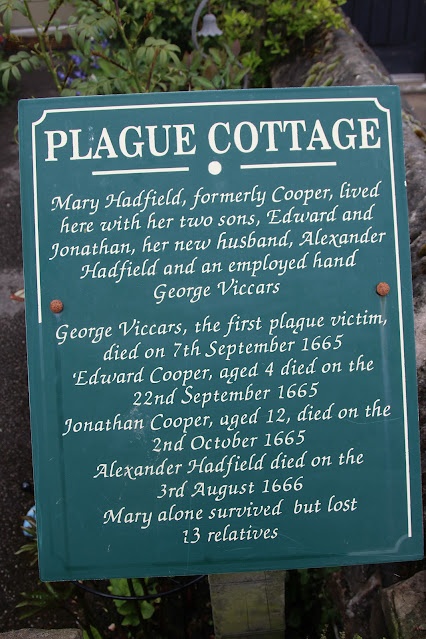 PLAGUE COTTAGE
Mary Hadfield, formerly Cooper, lived
here with her two sons, Edward and
Jonathan, her new husband, Alexander
Hadfield and an employed hand
George Viccars
George Viccars, the first plague victim,
died on 7th September 1665
Edward Cooper, aged 4 died on the
22nd September 1665
Jonathan Cooper, aged 12, died on the
2nd October 1665
Alexander Hadfield died on the
3rd August 1666
Mary alone survived but lost
13 relatives